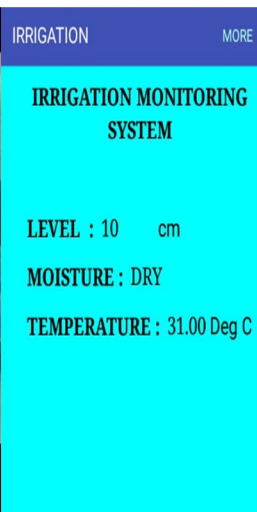 IRRIGATION MORE
IRRIGATION MONITORING
SYSTEM
LEVEL : 10 cm
MOISTURE : DRY
TEMPERATURE : 31.00 Deg C